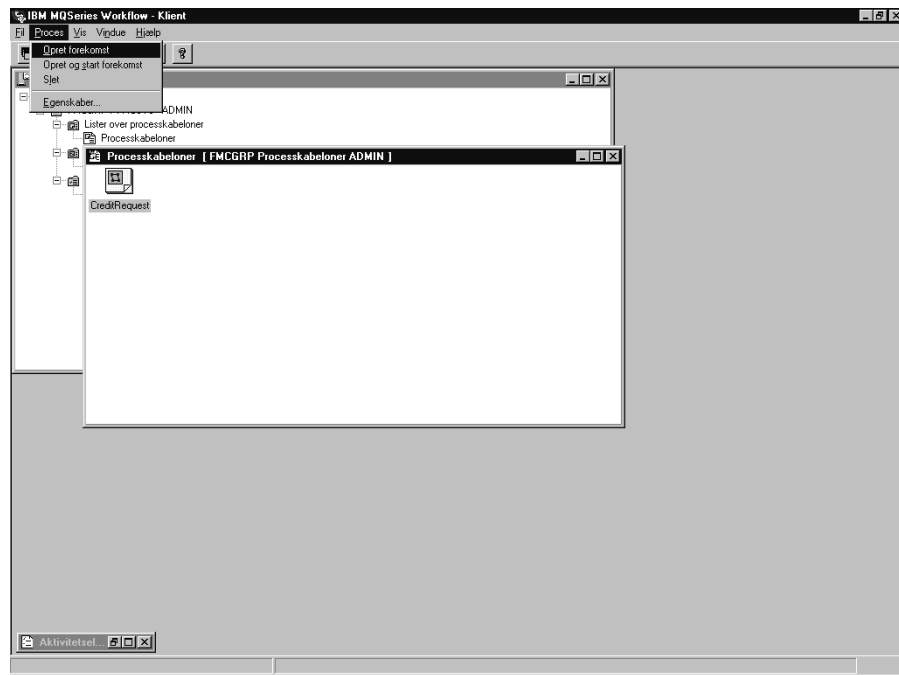 IBM MQSeries Workflow - Klient
Fil Proces Vis Vindue Hjælp
Opret forekomst
Opret og start forekomst
Slet
Egenskaber...
ADMIN
Lister over processkabeloner
Processkabeloner
Processkabeloner [ FMCGRP Processkabeloner ADMIN ]
CreditRequest
Aktivitetsel...